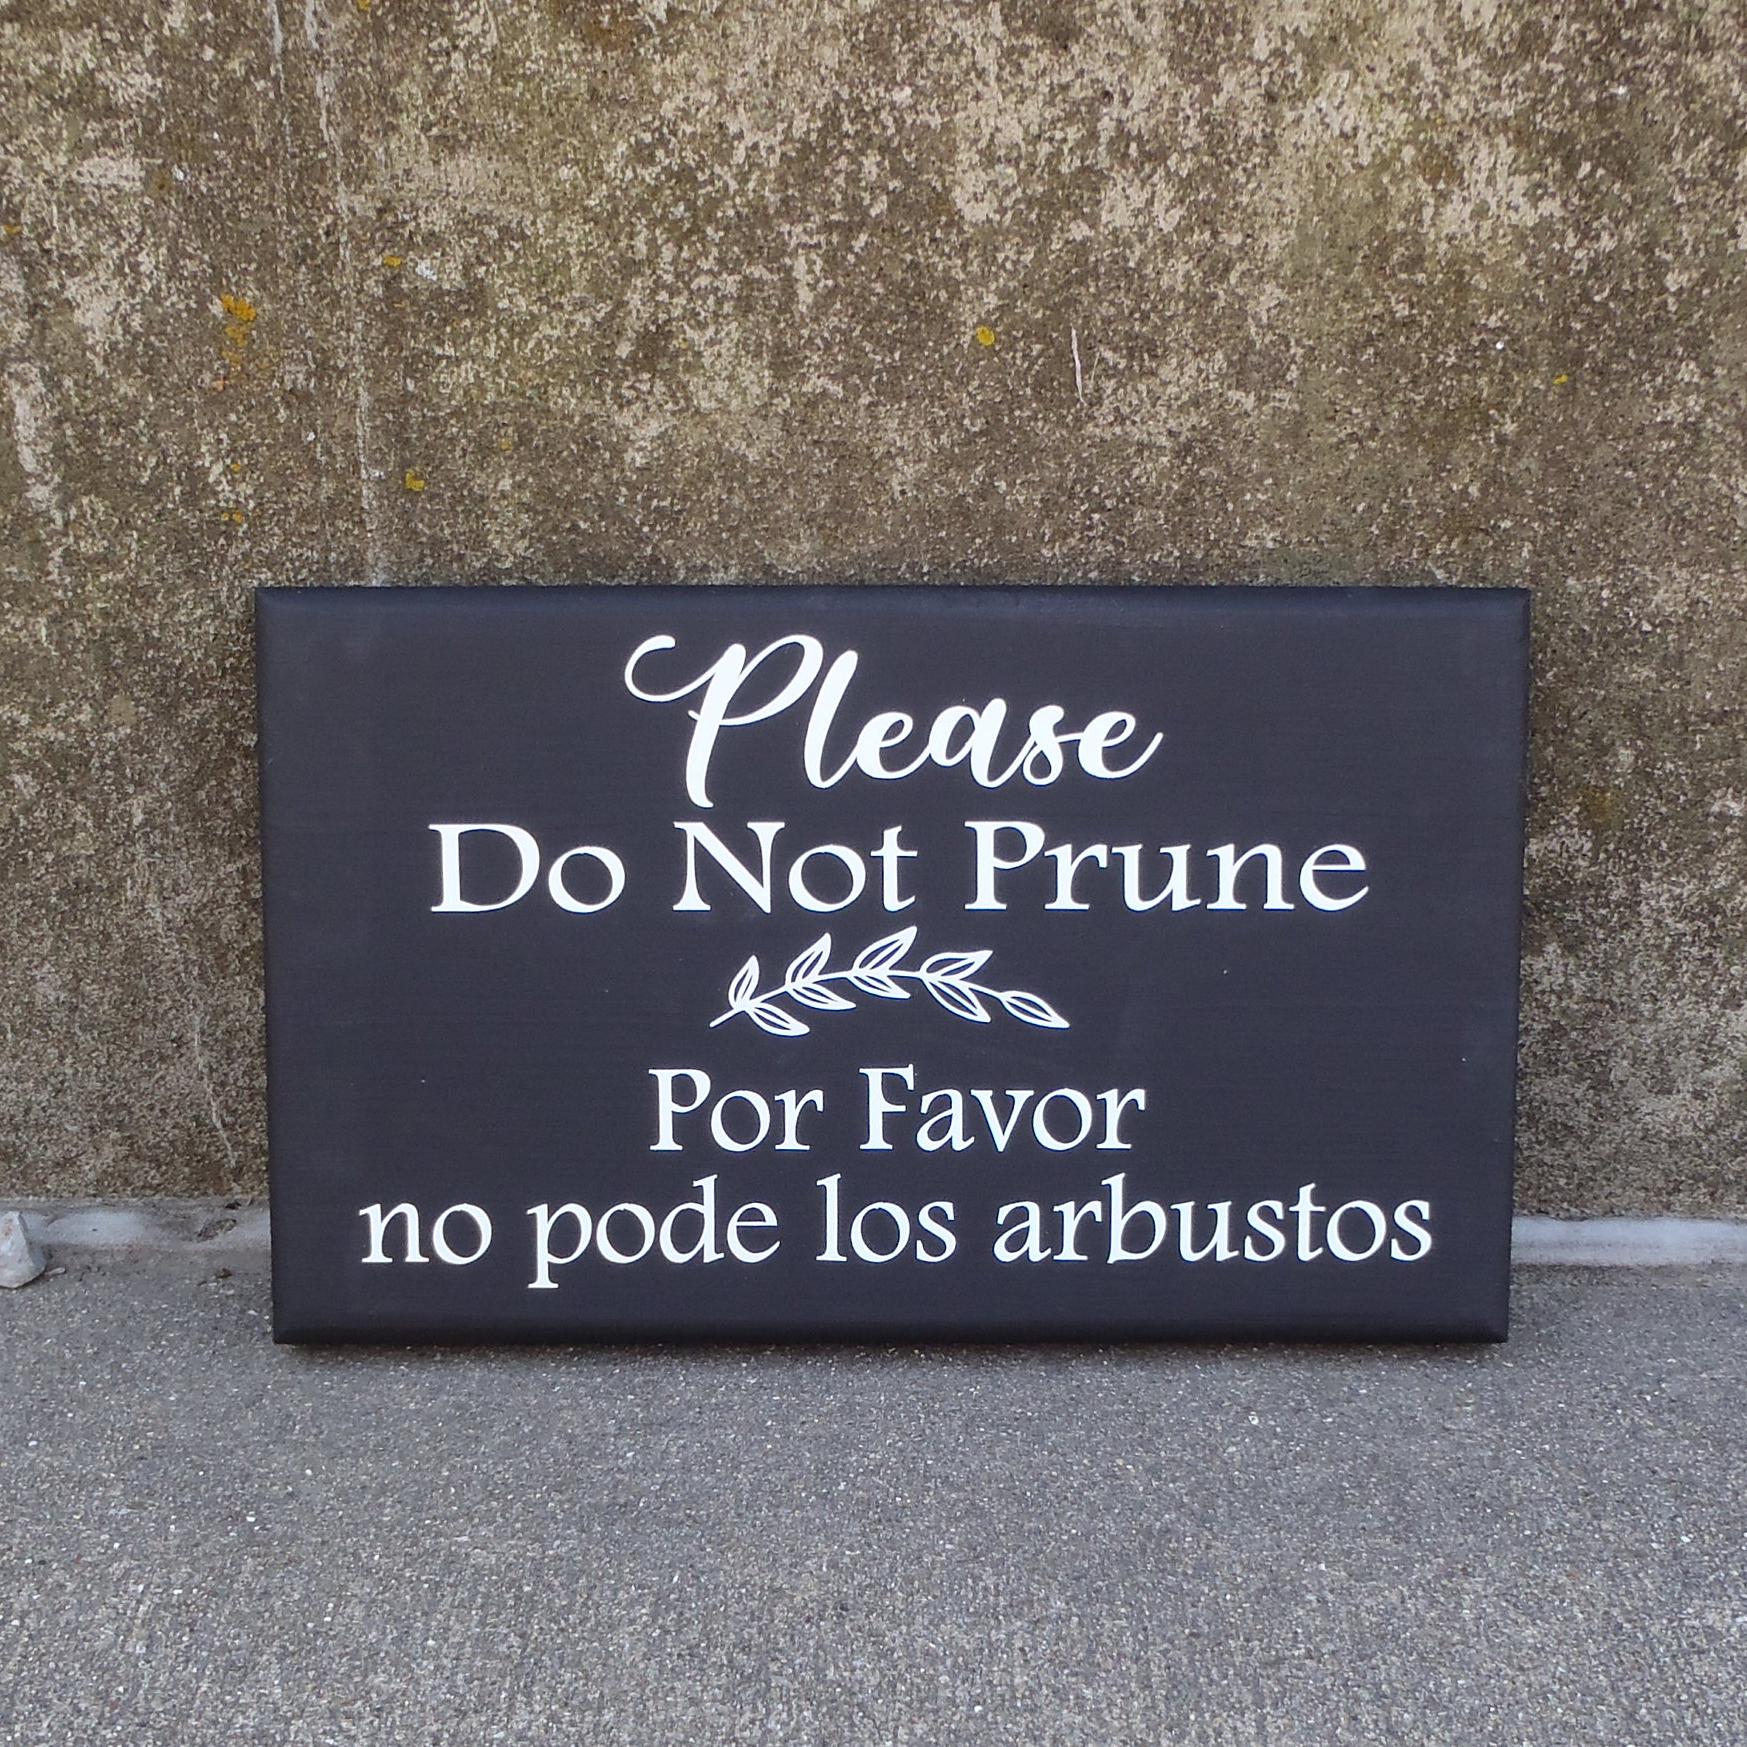 Please
Do Not Prune
Por Favor
no pode los arbustos